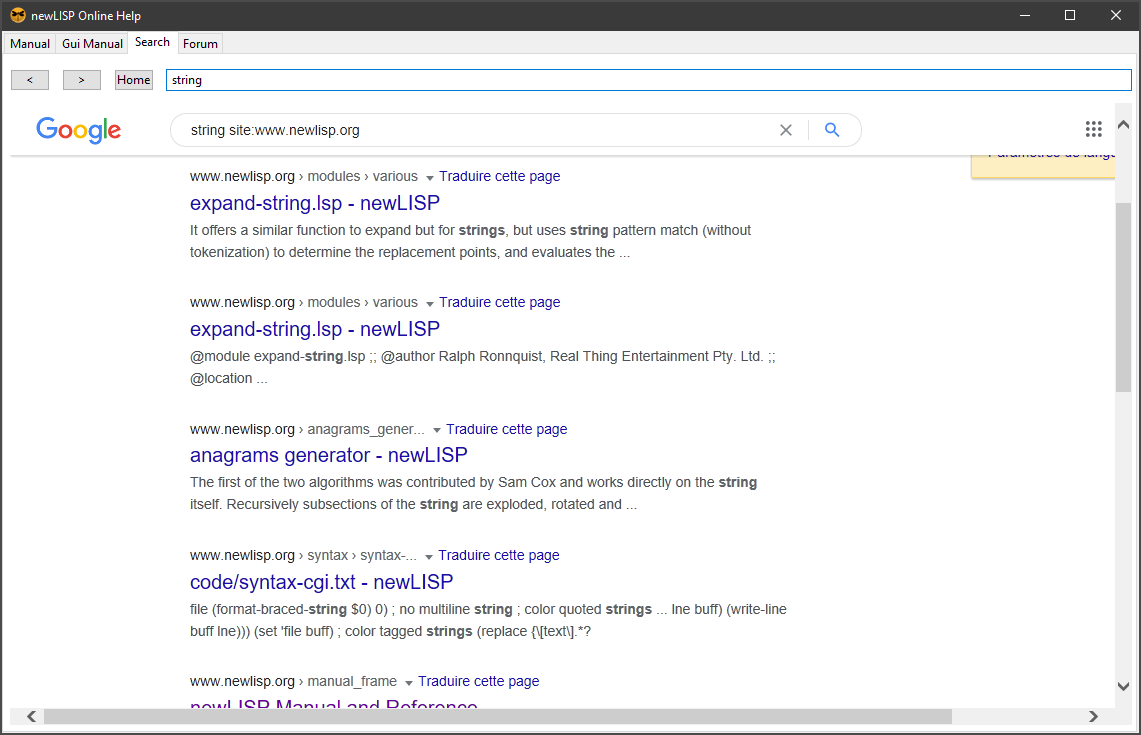 newLISP Online Help
Manual Gui Manual Search Forum
< > Home string
Google string site:www.newlisp.org
Paramètres de langu
www.newlisp.org › modules › various Traduire cette page
expand-string.lsp - newLISP
It offers a similar function to expand but for strings, but uses string pattern match (without
tokenization) to determine the replacement points, and evaluates the ...
www.newlisp.org › modules › various Traduire cette page
expand-string.lsp - newLISP
@module expand-string.lsp ;; @author Ralph Ronnquist, Real Thing Entertainment Pty. Ltd. ;;
@location ...
www.newlisp.org › anagrams_gener... Traduire cette page
anagrams generator - newLISP
The first of the two algorithms was contributed by Sam Cox and works directly on the string
itself. Recursively subsections of the string are exploded, rotated and ...
www.newlisp.org › syntax › syntax-... Traduire cette page
code/syntax-cgi.txt - newLISP
file (format-braced-string $0) 0) ; no multiline string ; color quoted strings ... lne buff) (write-line
buff lne))) (set 'file buff) ; color tagged strings (replace {\[text\].*?
www.newlisp.org › manual_frame Traduire cette page
newLISP Manual and Reference